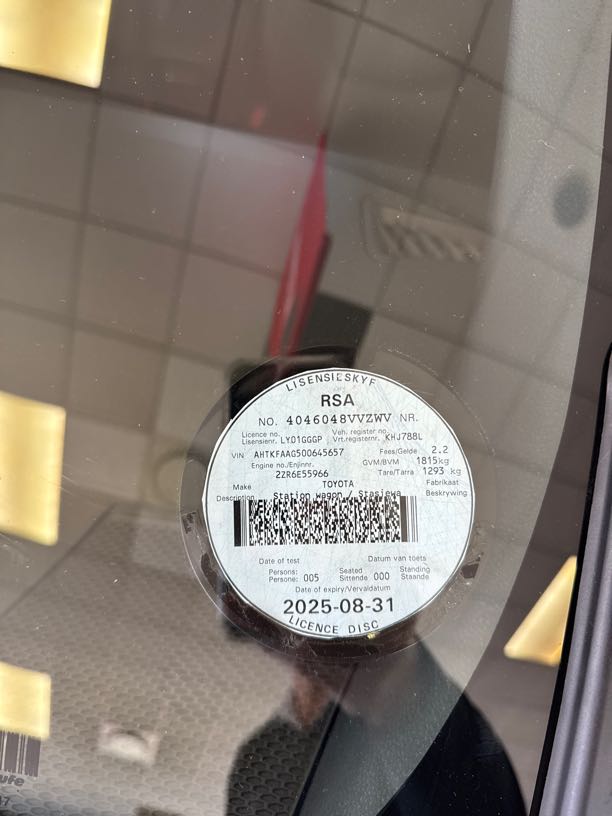 LISENSIESKYF
RSA
NO. 4046048VVZWV NR.
Licence no. Veh. register no.
Lisensienr. LY01GGGP Vrt.registernr. KHJ788L
VIN AHTKFAAG500645657 Fees/Gelde 2.2
Engine no./Enjinnr. GVM/BVM 1815kg
2ZR6E55966 Tare/Tarra 1293 kg
Make TOYOTA Fabrikaat
Description Station wagon / Stasiewa Beskrywing
Date of test Datum van toets
Persons: Seated Standing
Persone: 005 Sittende 000 Staande
Date of expiry/Vervaldatum
2025-08-31
LICENCE DISC